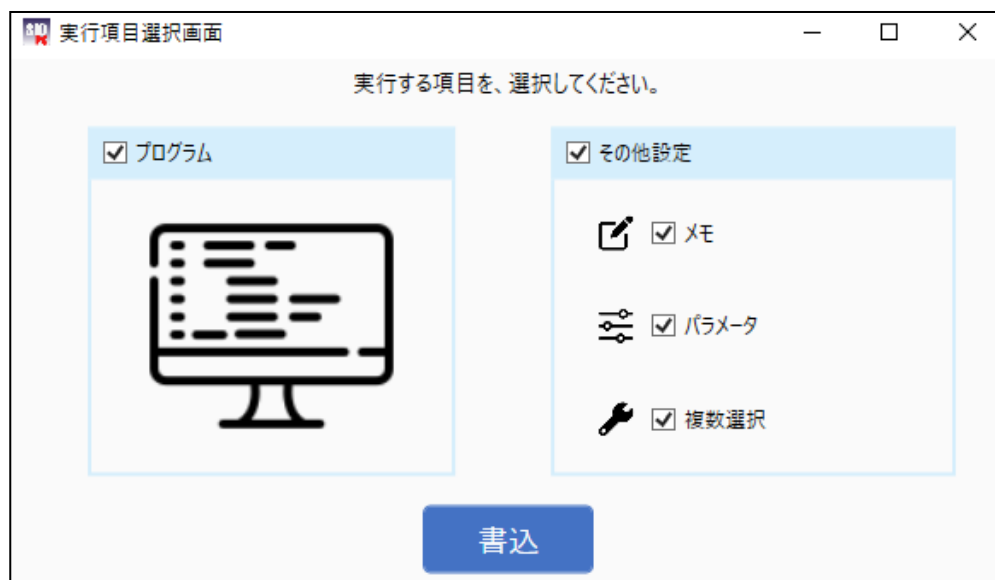 実行項目選択画面
実行する項目を、選択してください。
プログラム
その他設定
メモ
パラメータ
複数選択
書込